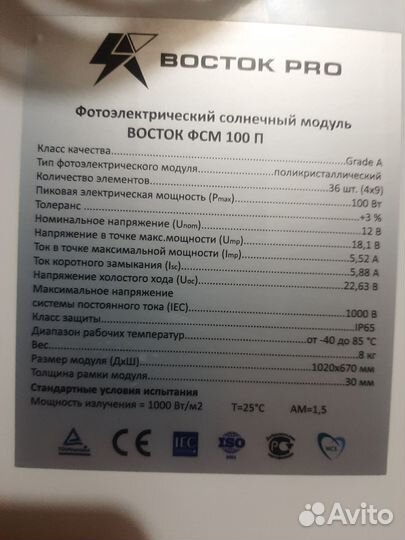 ВОСТОК PRO
Фотоэлектрический солнечный модуль
ВОСТОК ФСМ 100 П
Класс качества Grade A
Тип фотоэлектрического модуля поликристаллический
Количество элементов 36 шт. (4x9)
Пиковая электрическая мощность (Pmax) 100 Вт
Толеранс +3 %
Номинальное напряжение (Uпот) 12 В
Напряжение в точке макс.мощности (Ump) 18,1 В
Ток в точке максимальной мощности (Imp) 5,52 А
Ток короткого замыкания (Isc) 5,88 А
Напряжение холостого хода (Uoc) 22,63 В
Максимальное напряжение
системы постоянного тока (IEC) 1000 В
Класс защиты IP65
Диапазон рабочих температур от -40 до 85 °C
Вес 8 кг
Размер модуля (ДхШ) 1020х670 мм
Толщина рамки модуля 30 мм
Стандартные условия испытания
Мощность излучения = 1000 Вт/м2 T=25°C AM=1,5
CE IEC ISO MCS
Avito